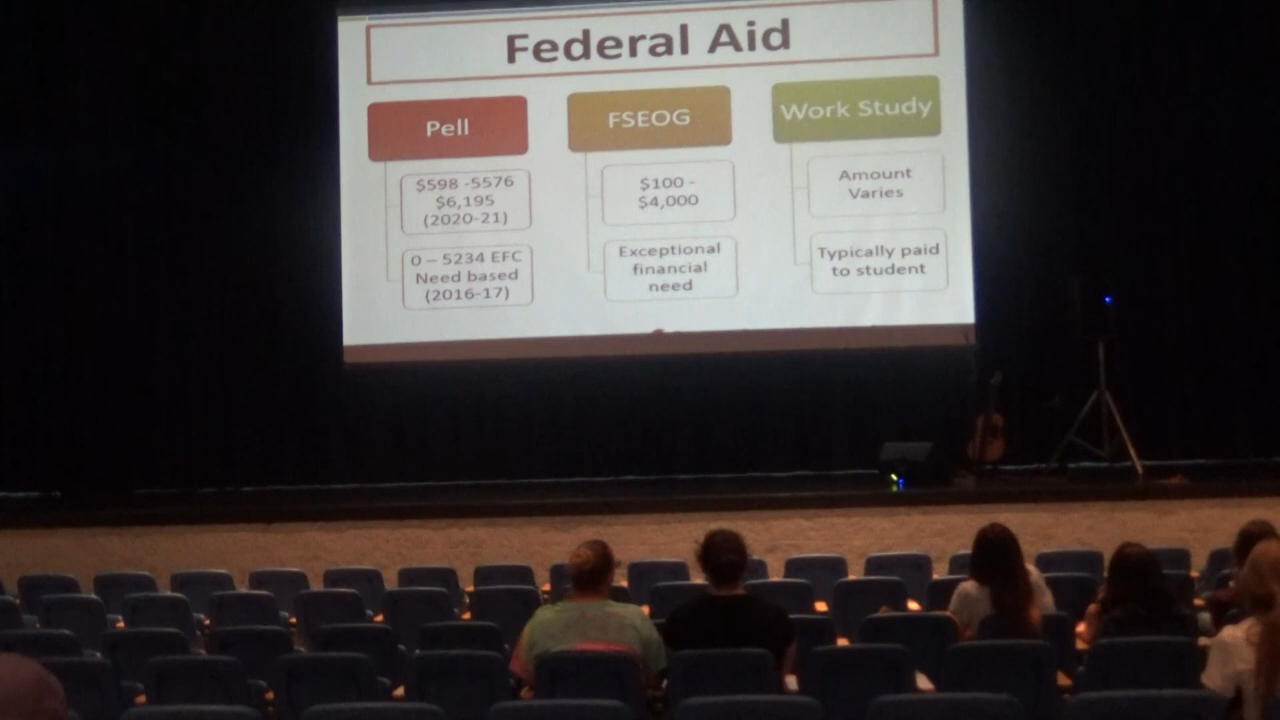 Federal Aid
Pell
$598 -5576
$6,195
(2020-21)
0 – 5234 EFC
Need based
(2016-17)
FSEOG
$100 -
$4,000
Exceptional
financial
need
Work Study
Amount
Varies
Typically paid
to student